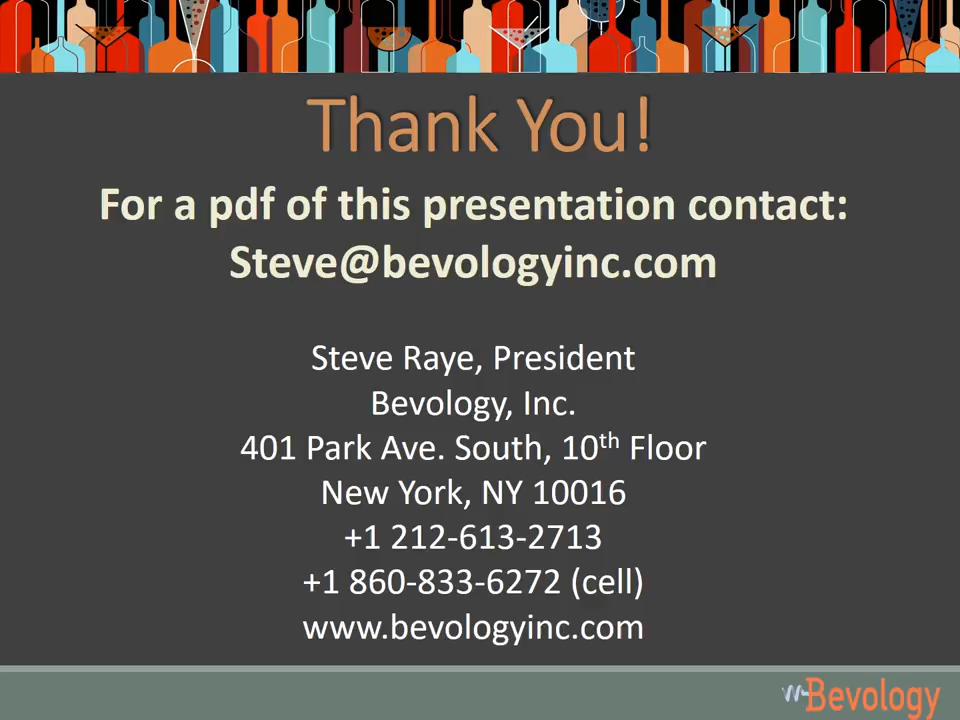 Thank You!
For a pdf of this presentation contact:
Steve@bevologyinc.com
Steve Raye, President
Bevology, Inc.
401 Park Ave. South, 10th Floor
New York, NY 10016
+1 212-613-2713
+1 860-833-6272 (cell)
www.bevologyinc.com
Bevology